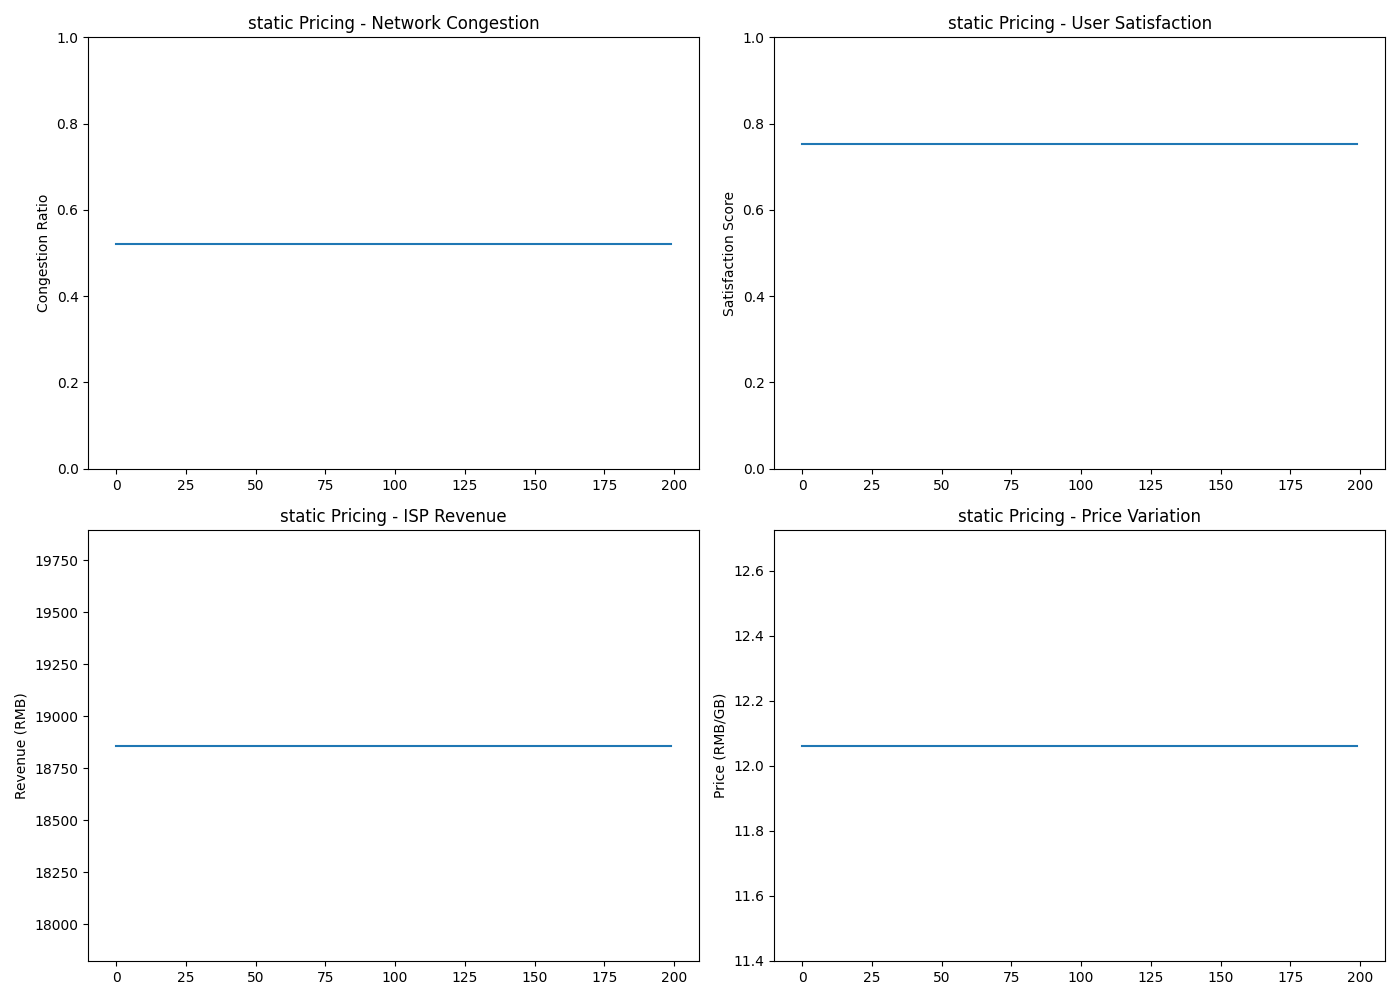 static Pricing - Network Congestion
Congestion Ratio
1.0
0.8
0.6
0.4
0.2
0.0
0 25 50 75 100 125 150 175 200
static Pricing - User Satisfaction
Satisfaction Score
1.0
0.8
0.6
0.4
0.2
0.0
0 25 50 75 100 125 150 175 200
static Pricing - ISP Revenue
Revenue (RMB)
19750
19500
19250
19000
18750
18500
18250
18000
0 25 50 75 100 125 150 175 200
static Pricing - Price Variation
Price (RMB/GB)
12.6
12.4
12.2
12.0
11.8
11.6
11.4
0 25 50 75 100 125 150 175 200